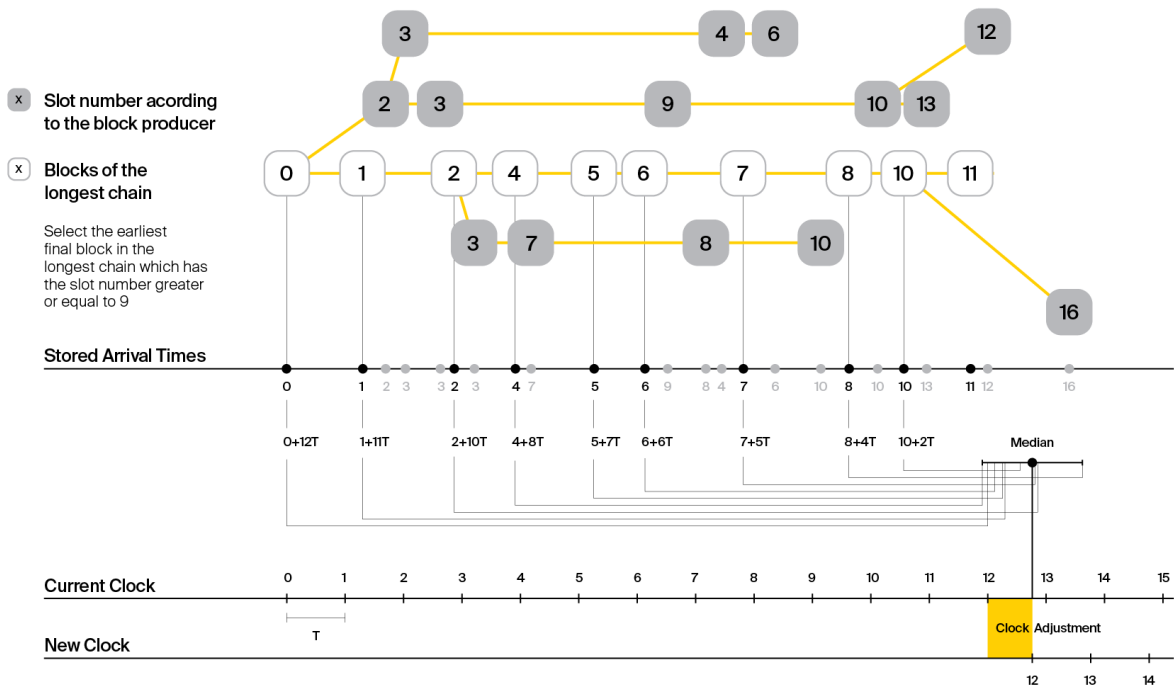 3 4 6 12
x Slot number acording
to the block producer
2 3 9 10 13
x Blocks of the
longest chain
0 1 2 4 5 6 7 8 10 11
Select the earliest
final block in the
longest chain which has
the slot number greater
or equal to 9
3 7 8 10
16
Stored Arrival Times
0 1 2 3 3 2 3 4 7 5 6 9 8 4 7 6 10 8 10 10 13 11 12 16
0+12T 1+11T 2+10T 4+8T 5+7T 6+6T 7+5T 8+4T 10+2T Median
Current Clock 0 1 2 3 4 5 6 7 8 9 10 11 12 13 14 15
T
Clock Adjustment
New Clock
12 13 14